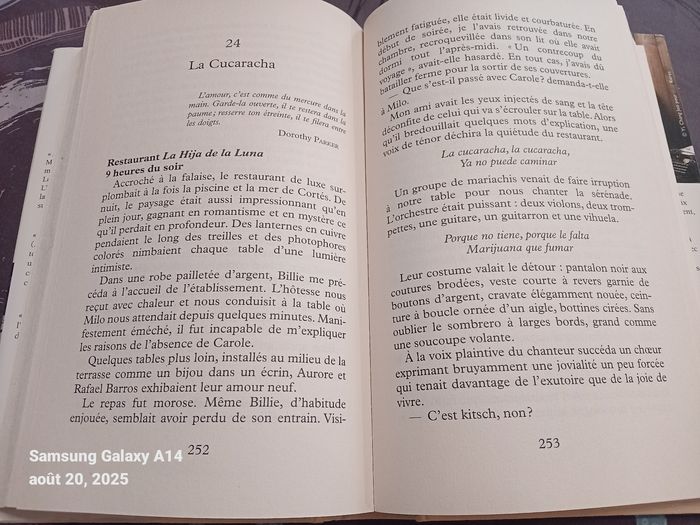 24
La Cucaracha
L'amour, c'est comme du mercure dans la
main. Garde-la ouverte, il te restera dans la
paume ; resserre ton étreinte, il te filera entre
les doigts.
Dorothy PARKER
Restaurant La Hija de la Luna
9 heures du soir
Accroché à la falaise, le restaurant de luxe sur-
plombait à la fois la piscine et la mer de Cortés. De
nuit, le paysage était aussi impressionnant qu'en
plein jour, gagnant en romantisme et en mystère ce
qu'il perdait en profondeur. Des lanternes en cuivre
pendaient le long des treilles et des photophores
colorés nimbaient chaque table d'une lumière
intimiste.
Dans une robe pailletée d'argent, Billie me pré-
céda à l'accueil de l'établissement. L'hôtesse nous
reçut avec chaleur et nous conduisit à la table où
Milo nous attendait depuis quelques minutes. Mani-
festement éméché, il fut incapable de m'expliquer
les raisons de l'absence de Carole.
Quelques tables plus loin, installés au milieu de la
terrasse comme un bijou dans un écrin, Aurore et
Rafael Barros exhibaient leur amour neuf.
Le repas fut morose. Même Billie, d'habitude
enjouée, semblait avoir perdu de son entrain. Visi-
252
blement fatiguée, elle était livide et courbaturée. En
début de soirée, je l'avais retrouvée dans notre
chambre, recroquevillée dans son lit où elle avait
dormi tout l'après-midi. « Un contrecoup du
voyage », avait-elle hasardé. En tout cas, j'avais dû
batailler ferme pour la sortir de ses couvertures.
— Que s'est-il passé avec Carole? demanda-t-elle
à Milo.
Mon ami avait les yeux injectés de sang et la tête
déconfite de celui qui va s'écrouler sur la table. Alors
qu'il bredouillait quelques mots d'explication, une
voix de ténor déchira la quiétude du restaurant.
La cucaracha, la cucaracha,
Ya no puede caminar
Un groupe de mariachis venait de faire irruption
à notre table pour nous chanter la sérénade.
L'orchestre était puissant : deux violons, deux trom-
pettes, une guitare, un guitarron et une vihuela.
Porque no tiene, porque le falta
Marijuana que fumar
Leur costume valait le détour : pantalon noir aux
coutures brodées, veste courte à revers garnie de
boutons d'argent, cravate élégamment nouée, cein-
ture à boucle ornée d'un aigle, bottines cirées. Sans
oublier le sombrero à larges bords, grand comme
une soucoupe volante.
À la voix plaintive du chanteur succéda un chœur
exprimant bruyamment une jovialité un peu forcée
qui tenait davantage de l'exutoire que de la joie de
vivre.
— C'est kitsch, non?
253
Samsung Galaxy A14
août 20, 2025